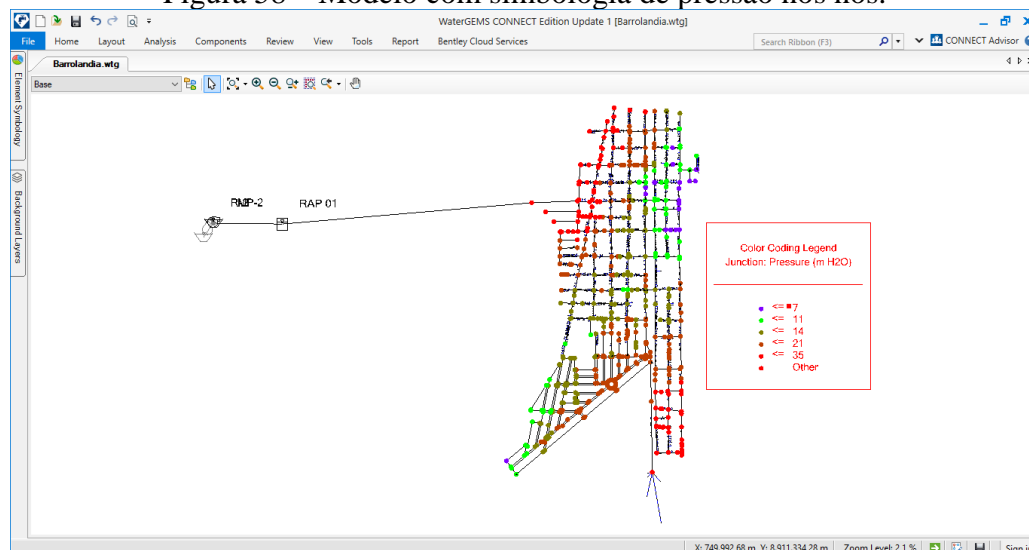 Figura 38 – Modelo com simbologia de pressão nos nós.
WaterGEMS CONNECT Edition Update 1 [Barrolandia.wtg]
File Home Layout Analysis Components Review View Tools Report Bentley Cloud Services Search Ribbon (F3) CONNECT Advisor
Barrolandia.wtg
Base
Element Symbology
Background Layers
RAP 01
Color Coding Legend
Junction: Pressure (m H2O)
<= 7
<= 11
<= 14
<= 21
<= 35
Other
X: 749.992,68 m, Y: 8.911.334,28 m Zoom Level: 2,1 % Sign i